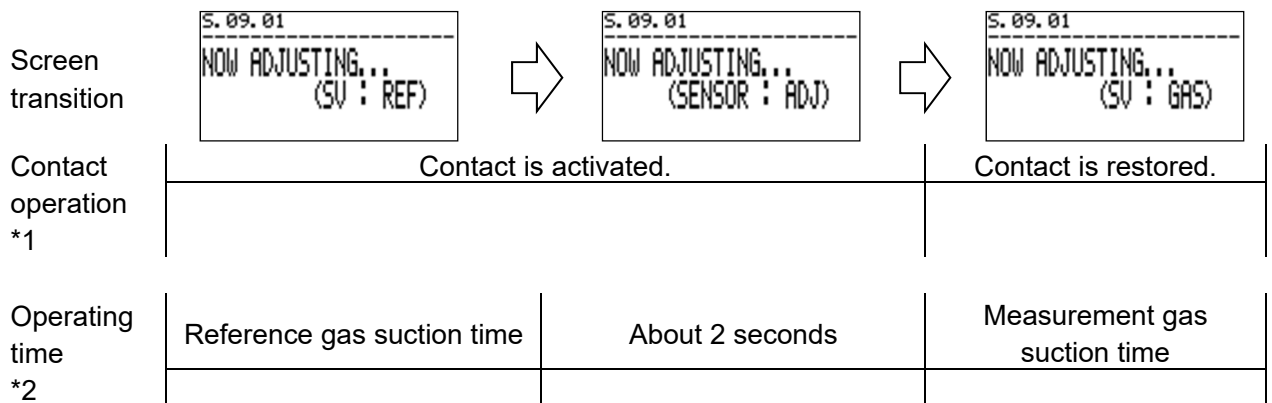 S.09.01
NOW ADJUSTING...
(SV : REF)
S.09.01
NOW ADJUSTING...
(SENSOR : ADJ)
S.09.01
NOW ADJUSTING...
(SV : GAS)
Screen
transition
Contact
operation
*1
Contact is activated.
Contact is restored.
Operating
time
*2
Reference gas suction time
About 2 seconds
Measurement gas
suction time